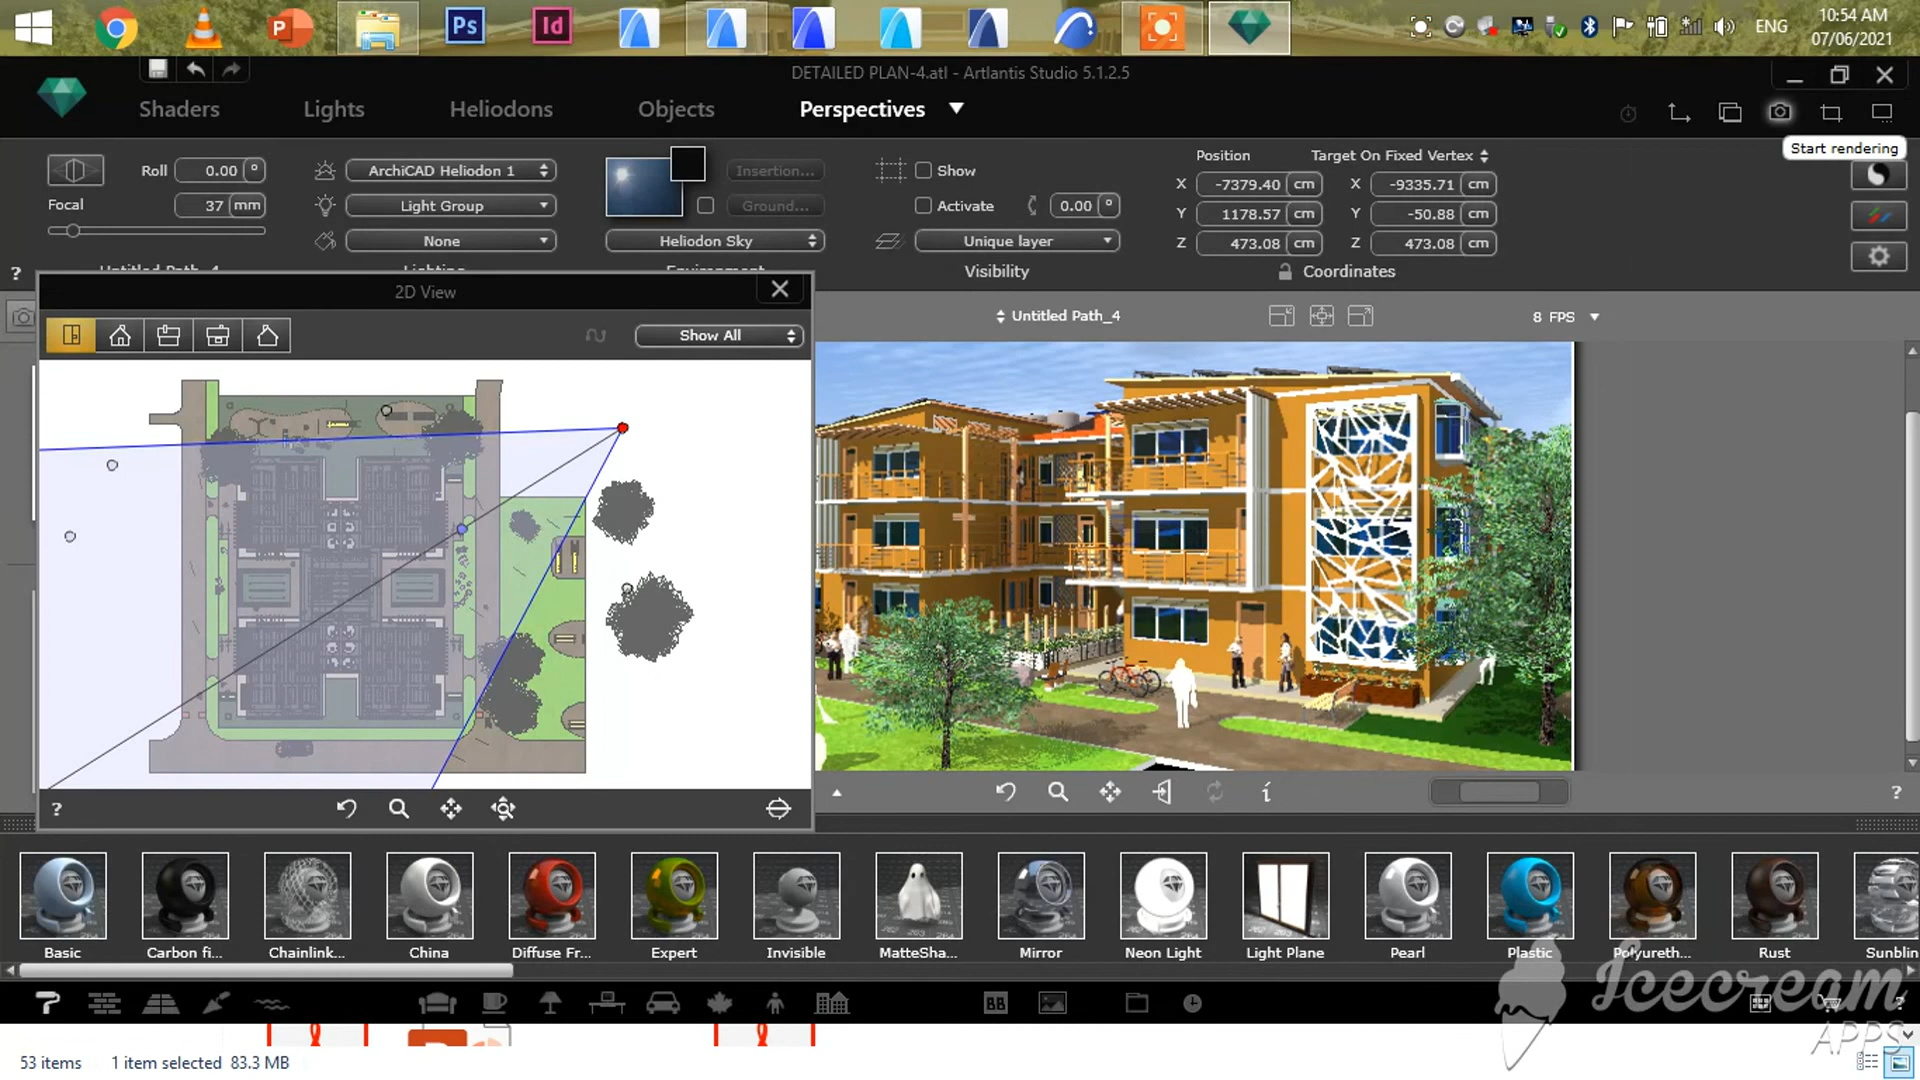 P
Ps
Id
ENG
10:54 AM
07/06/2021
DETAILED PLAN-4.atl - Artlantis Studio 5.1.2.5
Shaders
Lights
Heliodons
Objects
Perspectives
Start rendering
Roll
0.00
°
Focal
37
mm
ArchiCAD Heliodon 1
Light Group
None
Insertion...
Ground...
Heliodon Sky
Show
Activate
0.00
°
Unique layer
Visibility
Position
Target On Fixed Vertex
X
-7379.40
cm
X
-9335.71
cm
Y
1178.57
cm
Y
-50.88
cm
Z
473.08
cm
Z
473.08
cm
Coordinates
?
2D View
Show All
Untitled Path_4
8 FPS
?
i
?
Basic
Carbon fi...
Chainlink...
China
Diffuse Fr...
Expert
Invisible
MatteSha...
Mirror
Neon Light
Light Plane
Pearl
Plastic
Polyureth...
Rust
Sunblin
BB
Icecream
APPS
53 items
1 item selected
83.3 MB